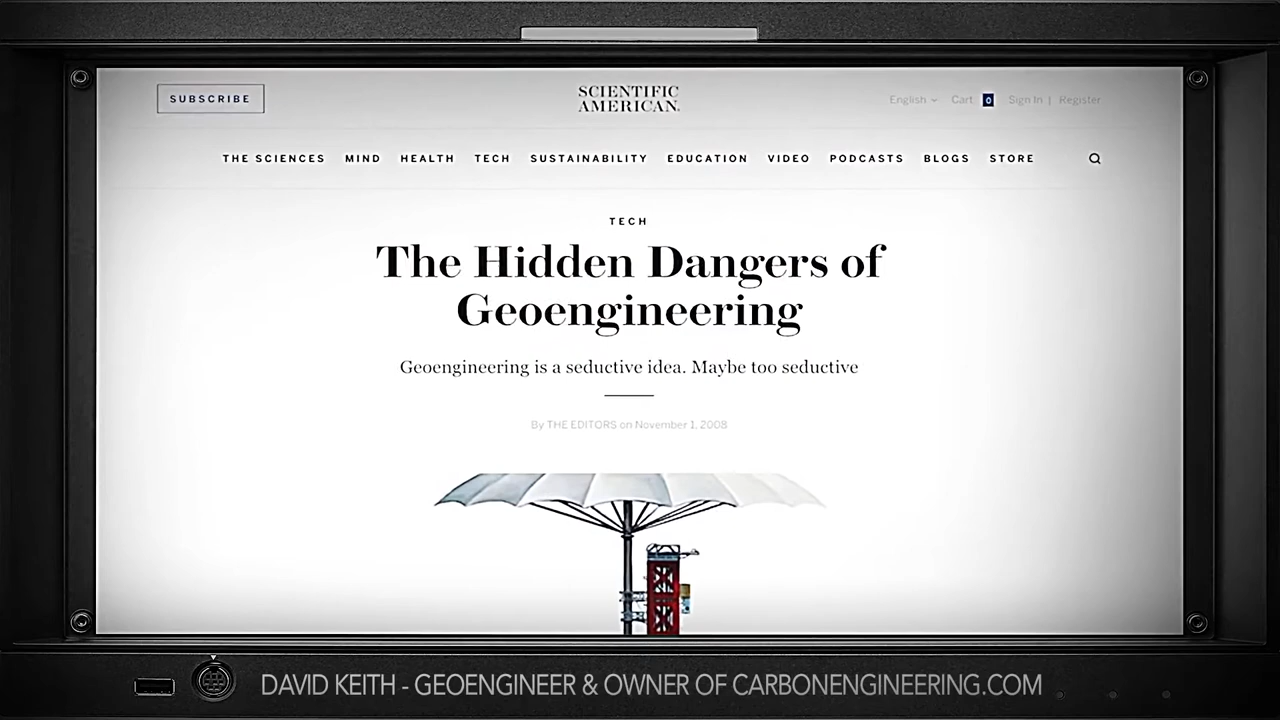 SUBSCRIBE
SCIENTIFIC
AMERICAN.
English Cart 0 Sign In | Register
THE SCIENCES MIND HEALTH TECH SUSTAINABILITY EDUCATION VIDEO PODCASTS BLOGS STORE
TECH
The Hidden Dangers of
Geoengineering
Geoengineering is a seductive idea. Maybe too seductive
By THE EDITORS on November 1, 2008
DAVID KEITH - GEOENGINEER & OWNER OF CARBONENGINEERING.COM